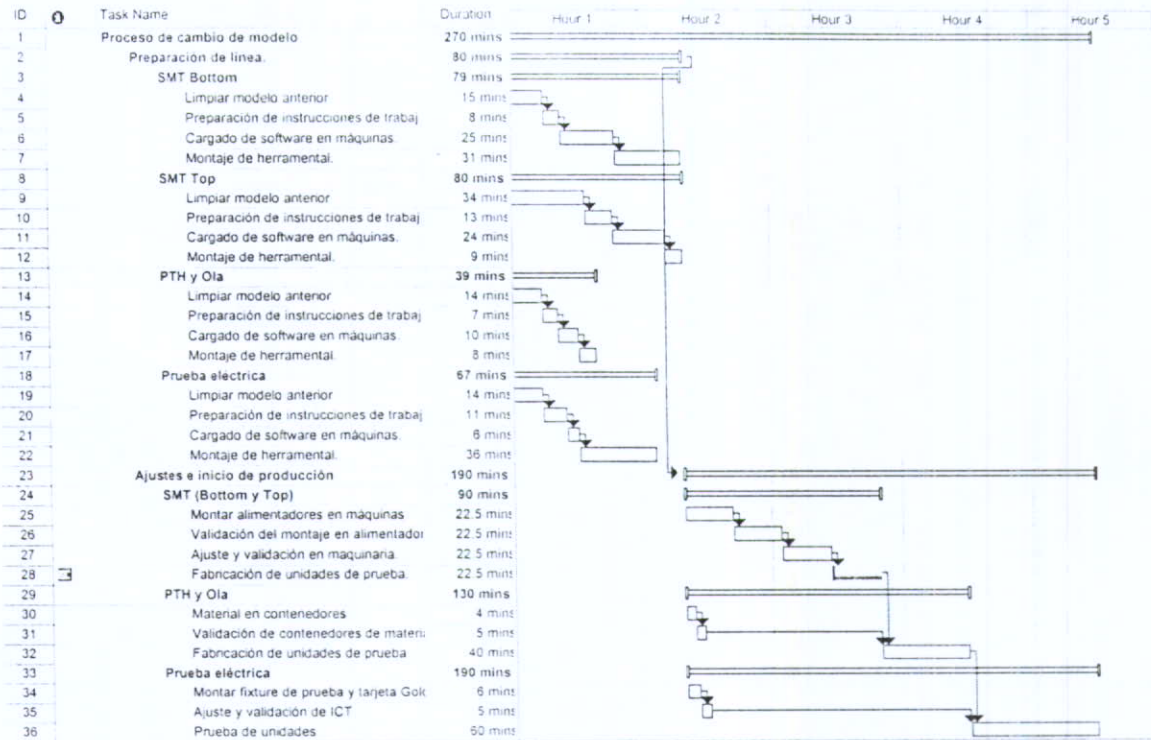 ID Task Name Duration Hour 1 Hour 2 Hour 3 Hour 4 Hour 5
1 Proceso de cambio de modelo 270 mins
2 Preparación de línea. 80 mins
3 SMT Bottom 79 mins
4 Limpiar modelo anterior 15 mins
5 Preparación de instrucciones de trabaj 8 mins
6 Cargado de software en máquinas. 25 mins
7 Montaje de herramental. 31 mins
8 SMT Top 80 mins
9 Limpiar modelo anterior 34 mins
10 Preparación de instrucciones de trabaj 13 mins
11 Cargado de software en máquinas. 24 mins
12 Montaje de herramental. 9 mins
13 PTH y Ola 39 mins
14 Limpiar modelo anterior 14 mins
15 Preparación de instrucciones de trabaj 7 mins
16 Cargado de software en máquinas. 10 mins
17 Montaje de herramental. 8 mins
18 Prueba eléctrica 67 mins
19 Limpiar modelo anterior 14 mins
20 Preparación de instrucciones de trabaj 11 mins
21 Cargado de software en máquinas. 6 mins
22 Montaje de herramental. 36 mins
23 Ajustes e inicio de producción 190 mins
24 SMT (Bottom y Top) 90 mins
25 Montar alimentadores en máquinas 22.5 mins
26 Validación del montaje en alimentador 22.5 mins
27 Ajuste y validación en maquinaria. 22.5 mins
28 Fabricación de unidades de prueba. 22.5 mins
29 PTH y Ola 130 mins
30 Material en contenedores 4 mins
31 Validación de contenedores de materi 5 mins
32 Fabricación de unidades de prueba 40 mins
33 Prueba eléctrica 190 mins
34 Montar fixture de prueba y tarjeta Gol 6 mins
35 Ajuste y validación de ICT 5 mins
36 Prueba de unidades 60 mins